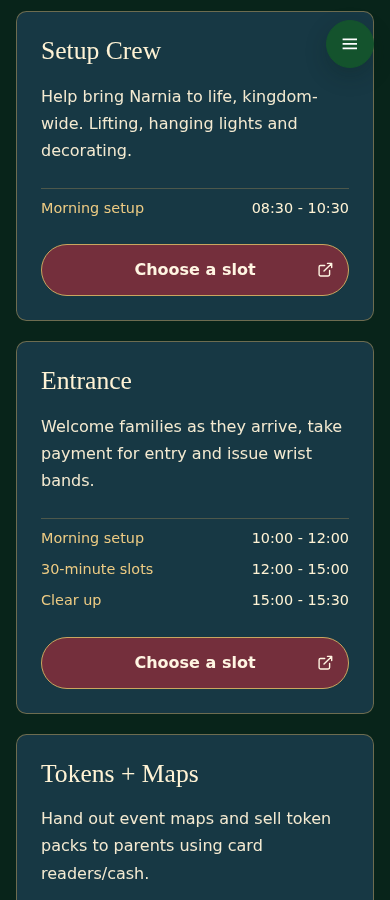 Setup Crew
Help bring Narnia to life, kingdom-
wide. Lifting, hanging lights and
decorating.
Morning setup 08:30 - 10:30
Choose a slot
Entrance
Welcome families as they arrive, take
payment for entry and issue wrist
bands.
Morning setup 10:00 - 12:00
30-minute slots 12:00 - 15:00
Clear up 15:00 - 15:30
Choose a slot
Tokens + Maps
Hand out event maps and sell token
packs to parents using card
readers/cash.